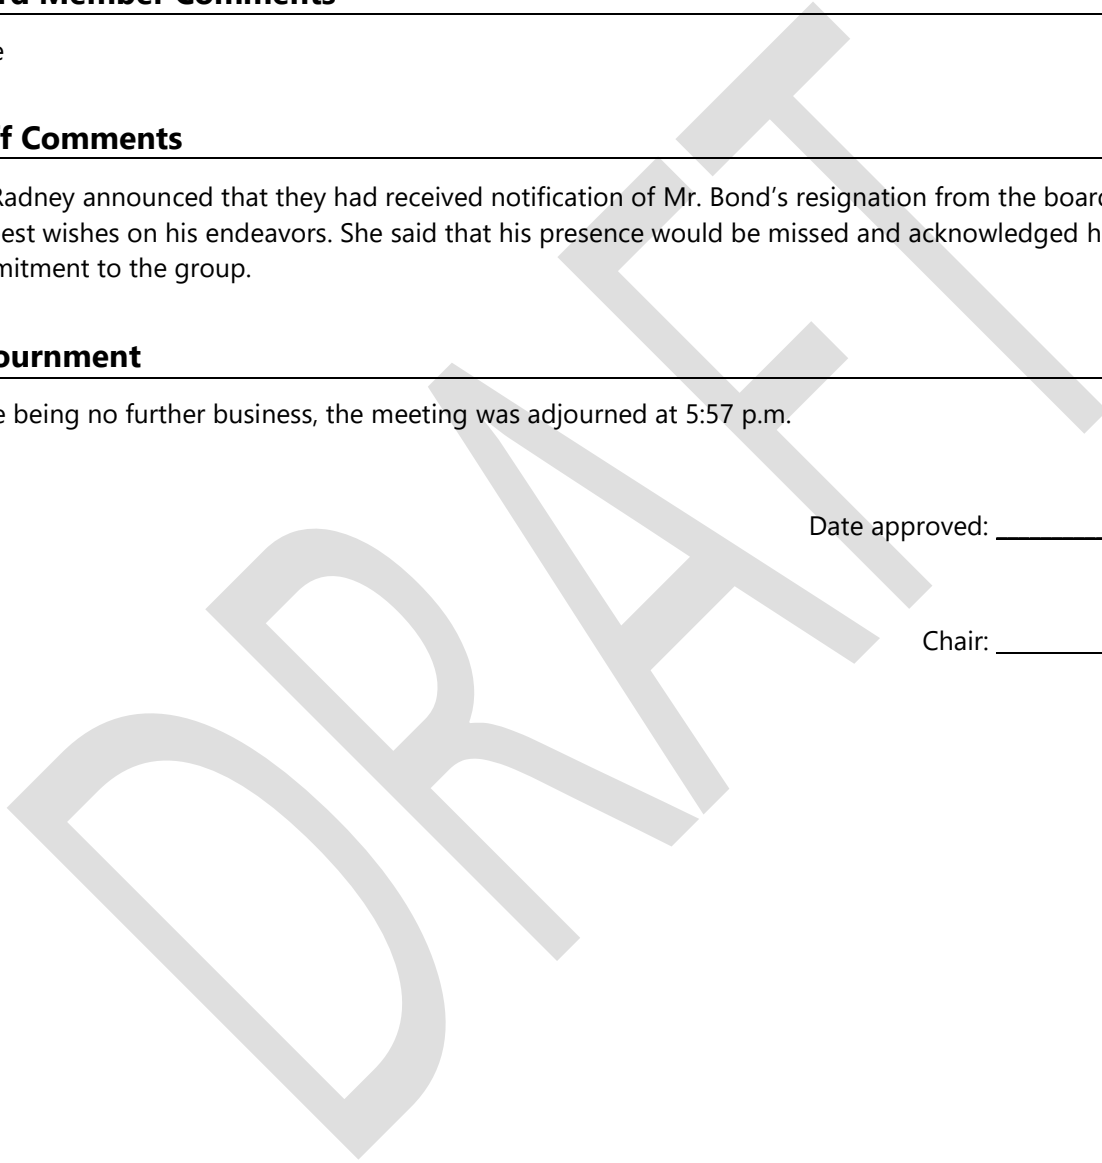 rd Member Comments
e
f Comments
Radney announced that they had received notification of Mr. Bond's resignation from the board
est wishes on his endeavors. She said that his presence would be missed and acknowledged h
mitment to the group.
ournment
e being no further business, the meeting was adjourned at 5:57 p.m.
Date approved:
Chair:
DRAFT